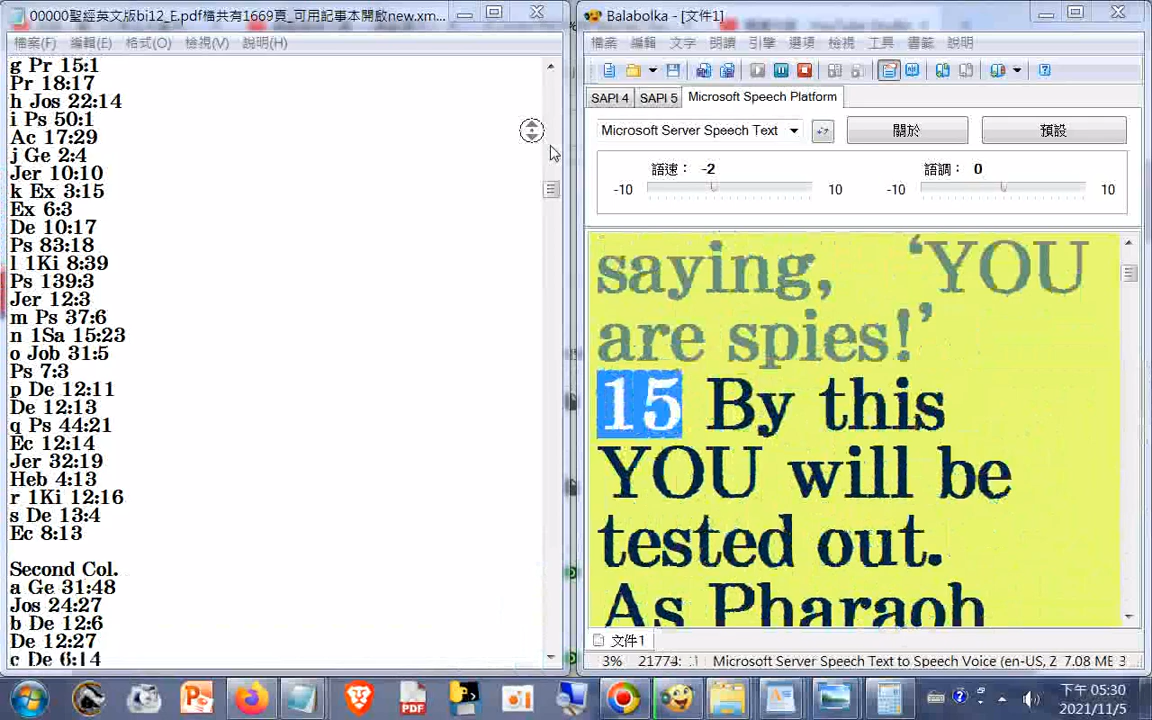 00000聖經英文版bi12_E.pdf檔共有1669頁_可用記事本開啟new.xm...
檔案(F) 編輯(E) 格式(O) 檢視(V) 說明(H)
g Pr 15:1
Pr 18:17
h Jos 22:14
i Ps 50:1
Ac 17:29
j Ge 2:4
Jer 10:10
k Ex 3:15
Ex 6:3
De 10:17
Ps 83:18
l 1Ki 8:39
Ps 139:3
Jer 12:3
m Ps 37:6
n 1Sa 15:23
o Job 31:5
Ps 7:3
p De 12:11
De 12:13
q Ps 44:21
Ec 12:14
Jer 32:19
Heb 4:13
r 1Ki 12:16
s De 13:4
Ec 8:13
Second Col.
a Ge 31:48
Jos 24:27
b De 12:6
De 12:27
c De 6:14
Balabolka - [文件1]
檔案 編輯 文字 朗讀 引擎 選項 檢視 工具 書籤 說明
SAPI 4 SAPI 5 Microsoft Speech Platform
Microsoft Server Speech Text 關於 預設
語速： -2 語調： 0
-10 10 -10 10
saying, ‘YOU
are spies!’
15 By this
YOU will be
tested out.
As Pharaoh
文件1
3% Microsoft Server Speech Text to Speech Voice (en-US, 2 7.08 ME 3
PDF
下午 05:30
2021/11/5